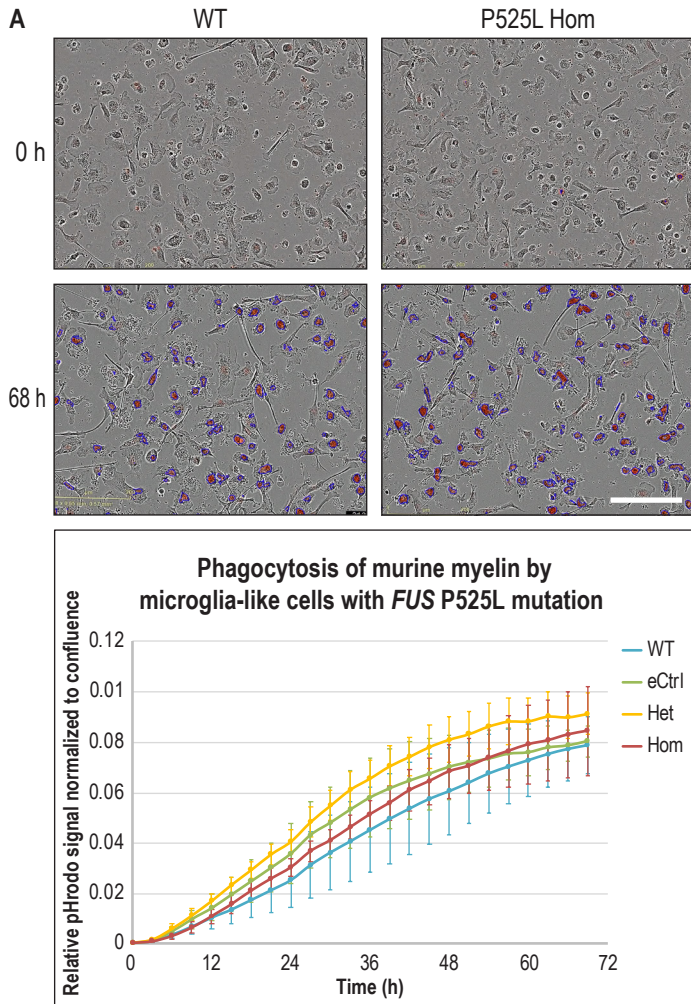 A
WT
P525L Hom
0 h
68 h
Phagocytosis of murine myelin by
microglia-like cells with FUS P525L mutation
Relative pHrodo signal normalized to confluence
0.12
0.01
0.08
0.06
0.04
0.02
0
0
12
24
36
48
60
72
Time (h)
WT
eCtrl
Het
Hom